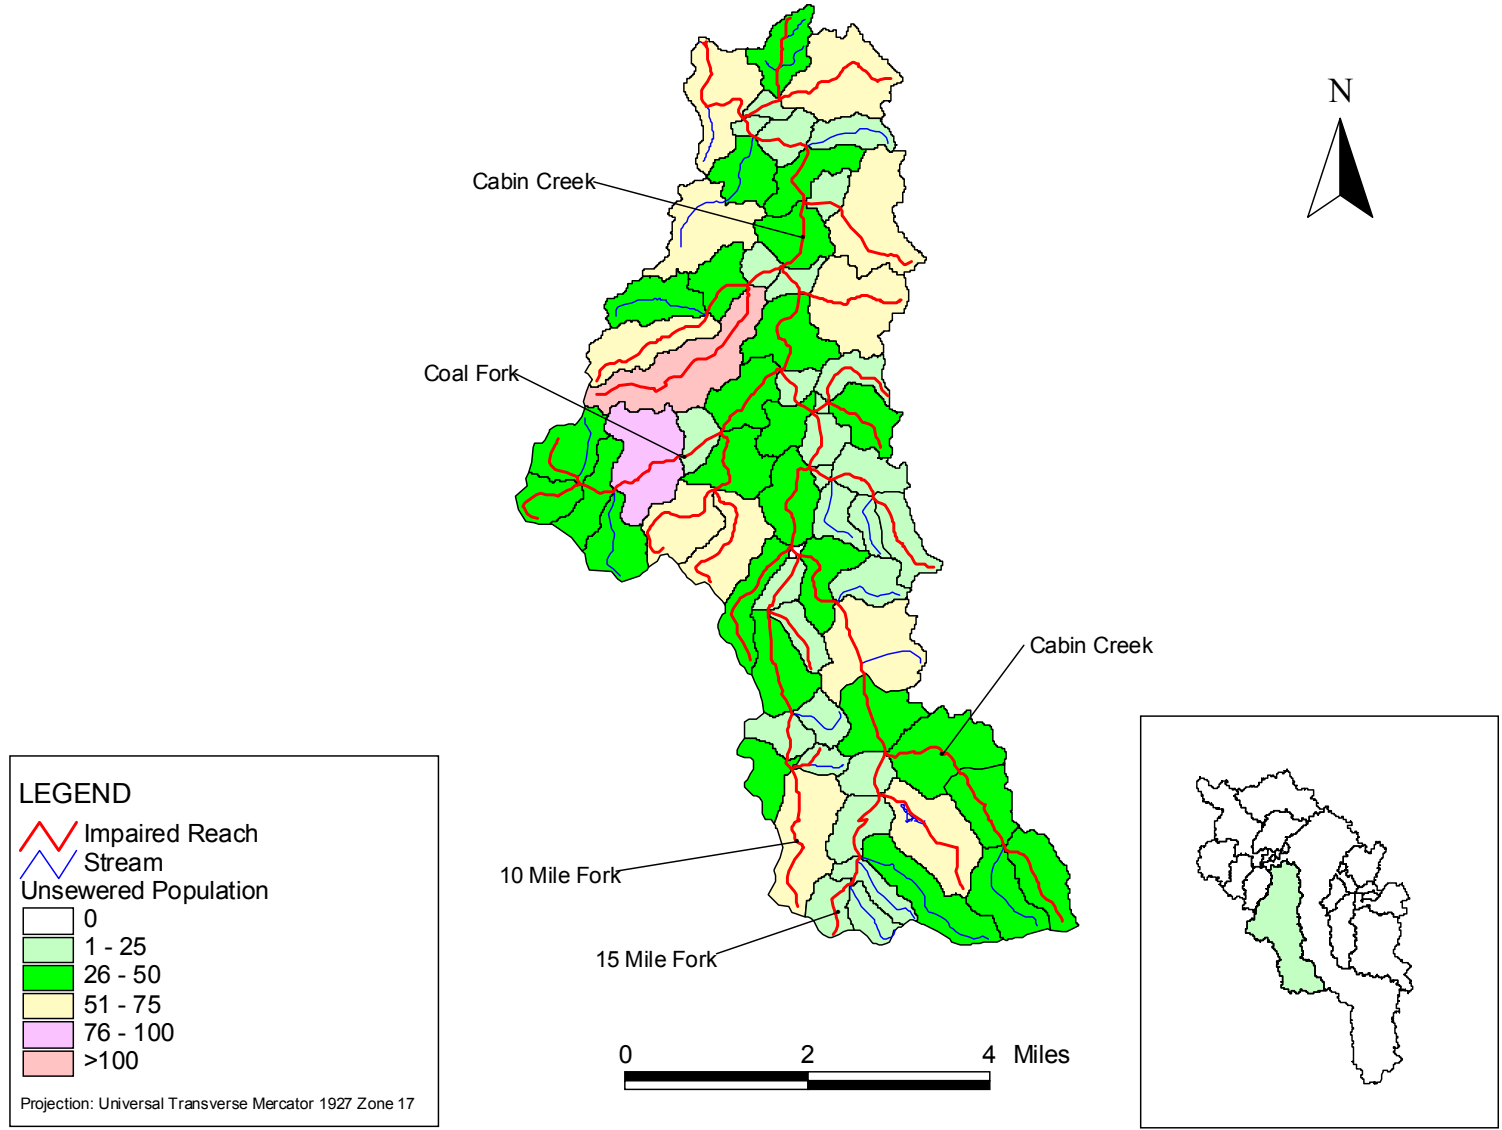 N
Cabin Creek
Coal Fork
Cabin Creek
10 Mile Fork
15 Mile Fork
LEGEND
Impaired Reach
Stream
Unsewered Population
0
1 - 25
26 - 50
51 - 75
76 - 100
>100
Projection: Universal Transverse Mercator 1927 Zone 17
0 2 4 Miles